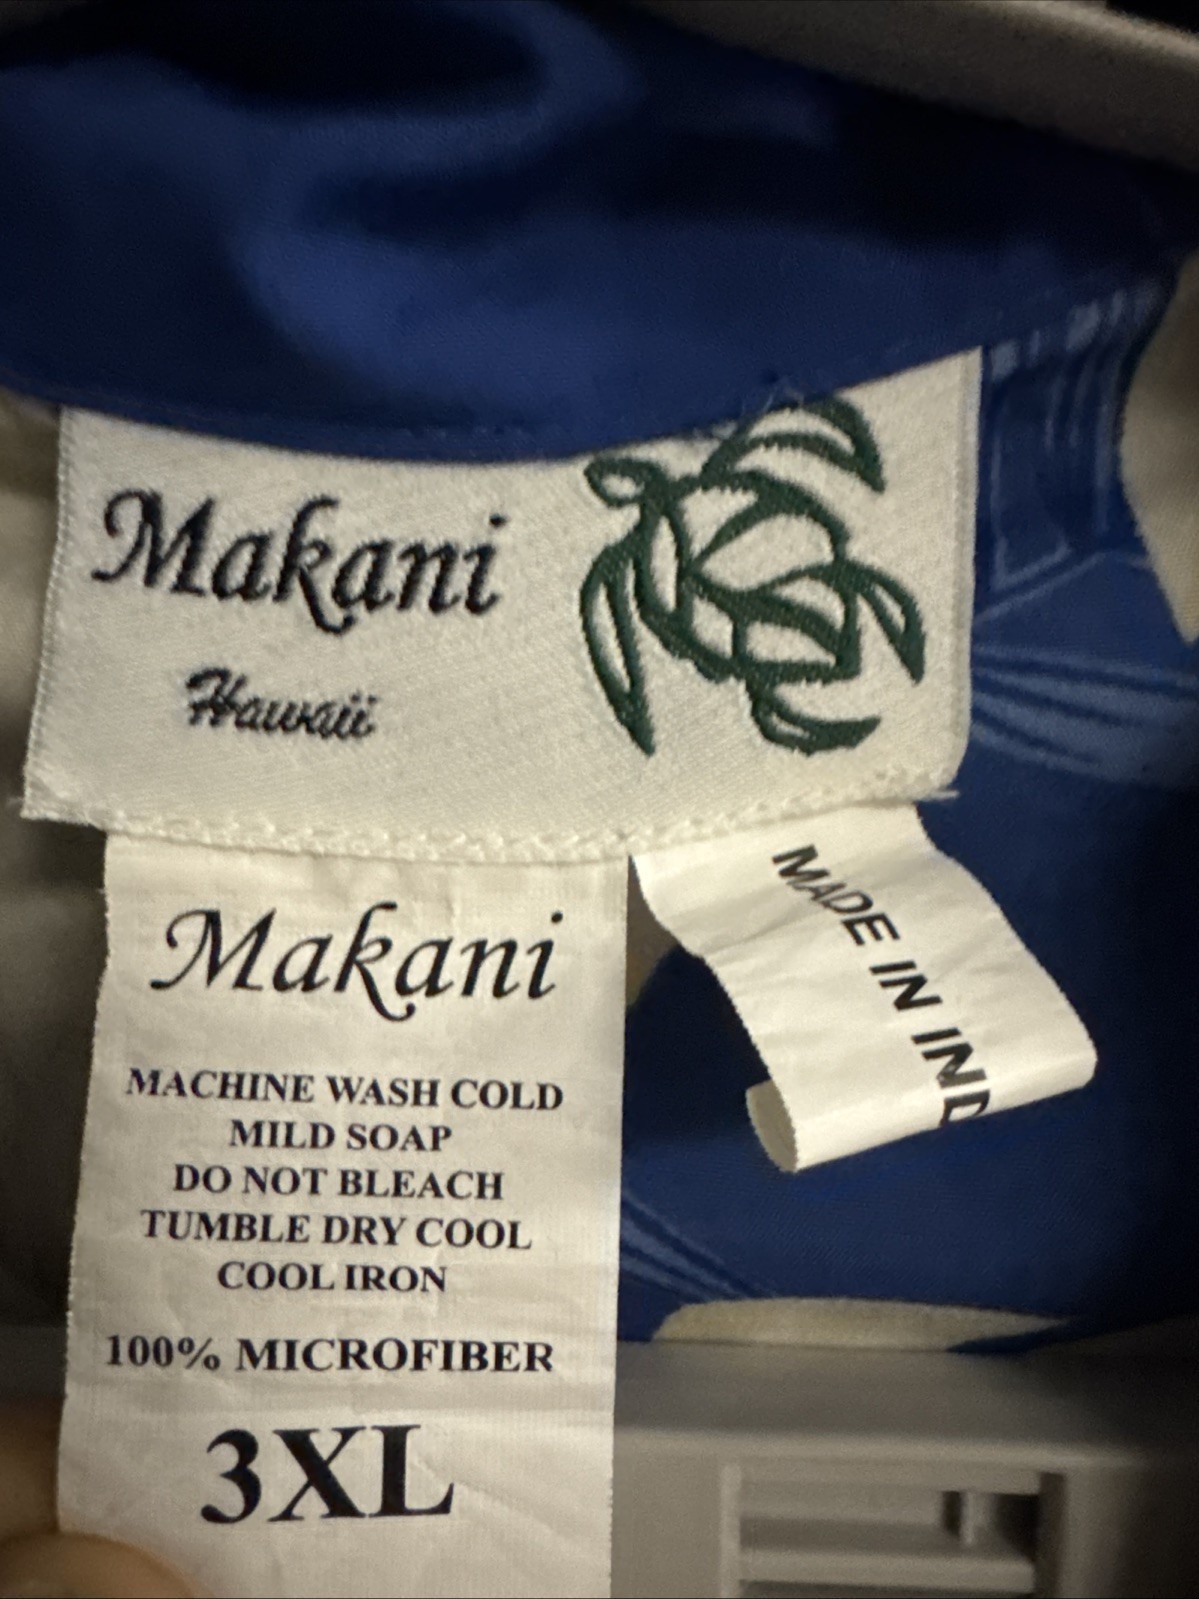 Makani
Hawaii
Makani
MACHINE WASH COLD
MILD SOAP
DO NOT BLEACH
TUMBLE DRY COOL
COOL IRON
100% MICROFIBER
3XL
MADE IN